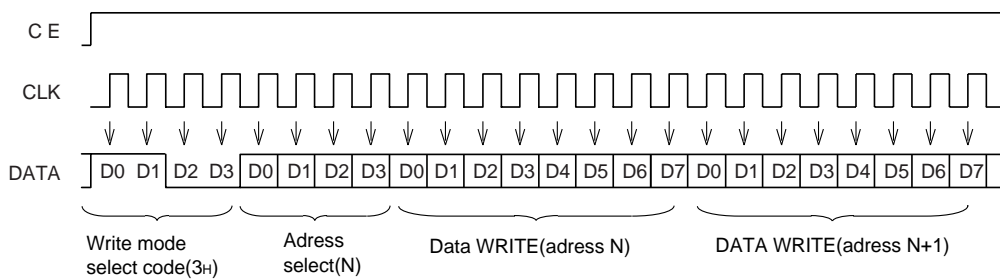 C E
CLK
DATA D0 D1 D2 D3 D0 D1 D2 D3 D0 D1 D2 D3 D4 D5 D6 D7 D0 D1 D2 D3 D4 D5 D6 D7
Write mode
select code(3H)
Adress
select(N)
Data WRITE(adress N)
DATA WRITE(adress N+1)